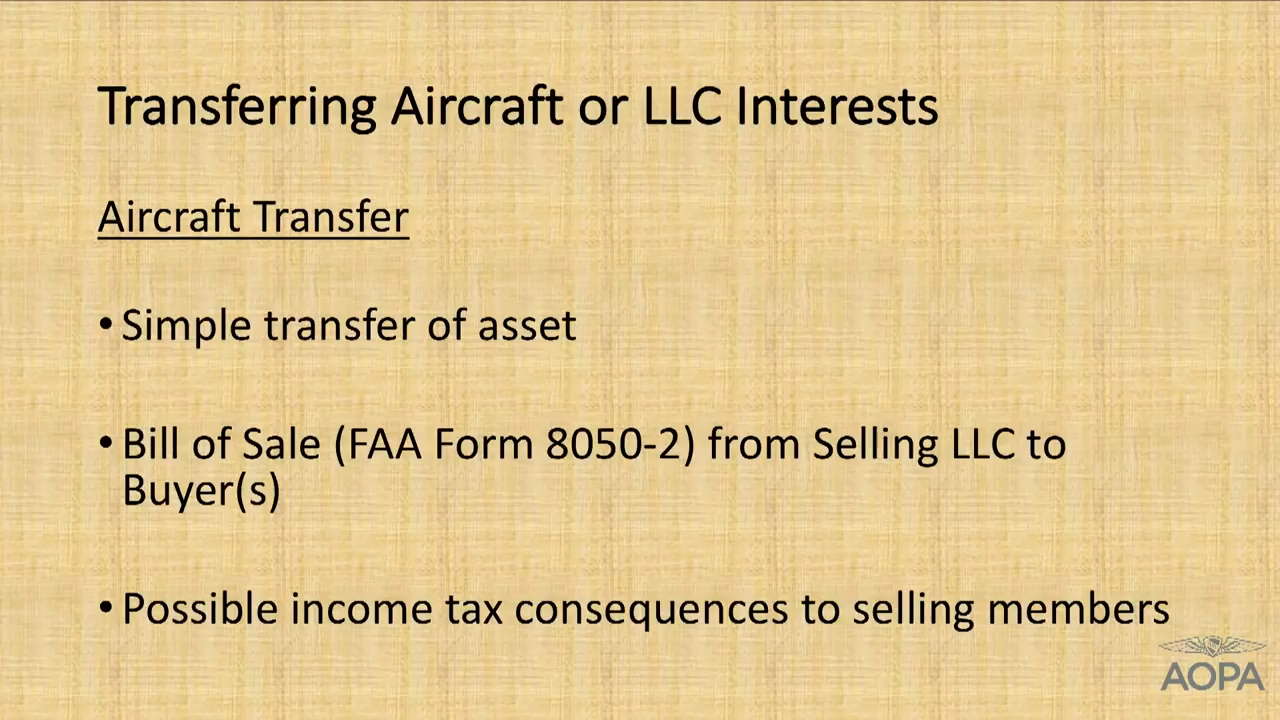 Transferring Aircraft or LLC Interests
Aircraft Transfer
• Simple transfer of asset
• Bill of Sale (FAA Form 8050-2) from Selling LLC to
Buyer(s)
• Possible income tax consequences to selling members
AOPA